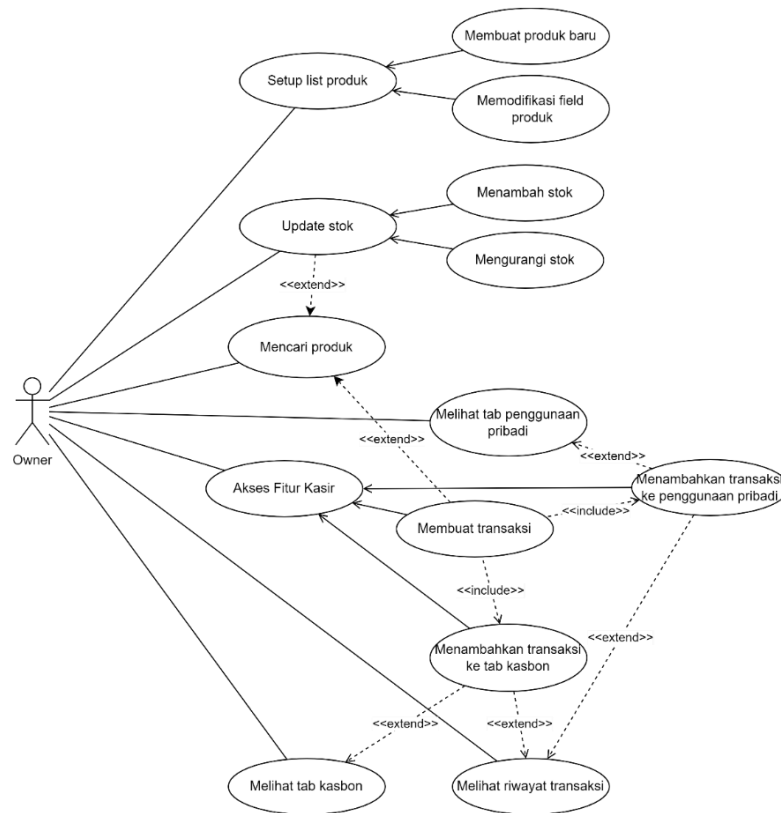 Membuat produk baru
Setup list produk
Memodifikasi field
produk
Menambah stok
Update stok
Mengurangi stok
<<extend>>
Mencari produk
Melihat tab penggunaan
pribadi
<<extend>>
<<extend>>
Owner
Akses Fitur Kasir
Menambahkan transaksi
ke penggunaan pribadi
<<include>>
Membuat transaksi
<<include>>
Menambahkan transaksi
ke tab kasbon
<<extend>>
<<extend>>
<<extend>>
Melihat tab kasbon
Melihat riwayat transaksi